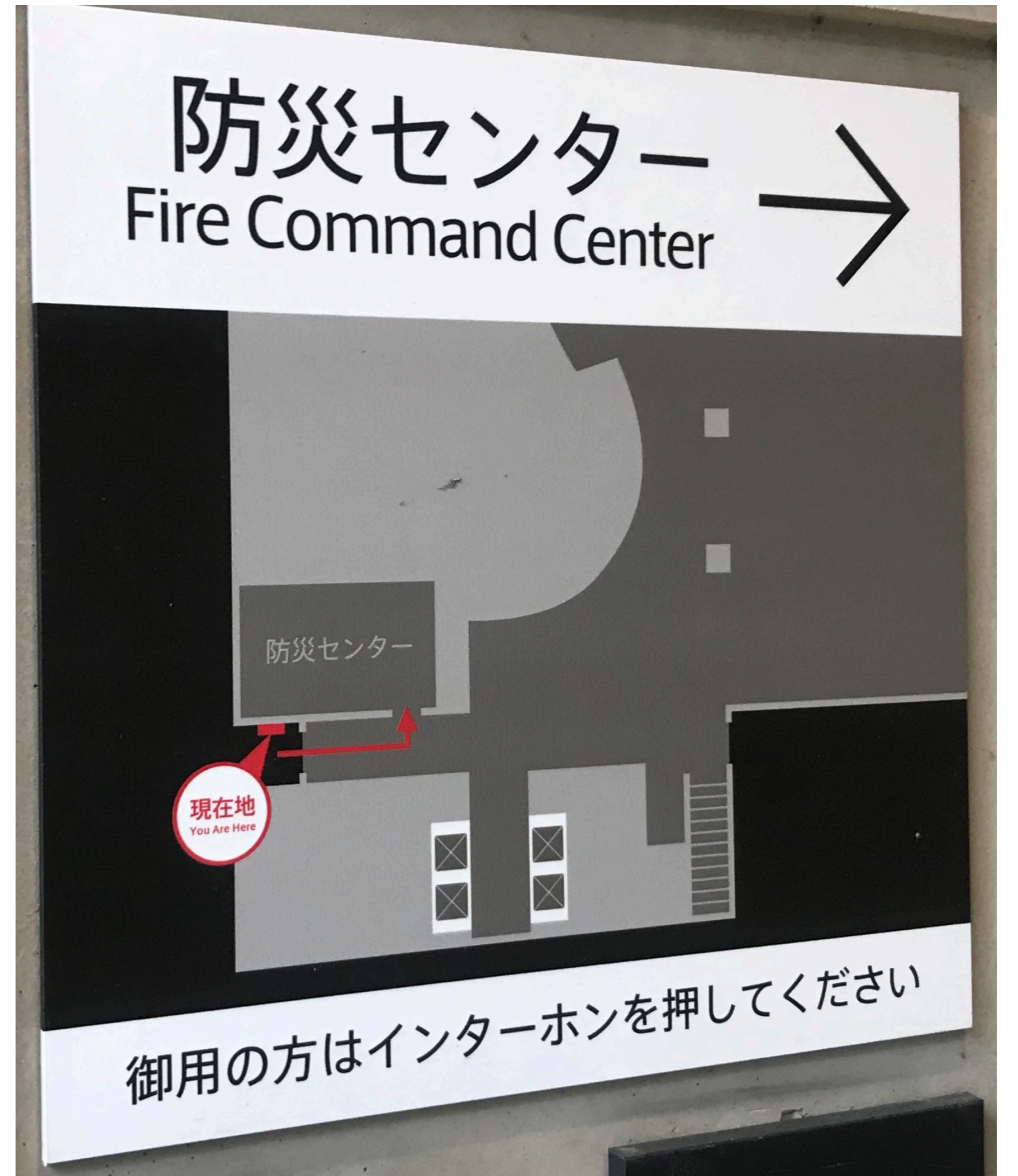 防災センター
Fire Command Center
防災センター
現在地
You Are Here
御用の方はインターホンを押してください